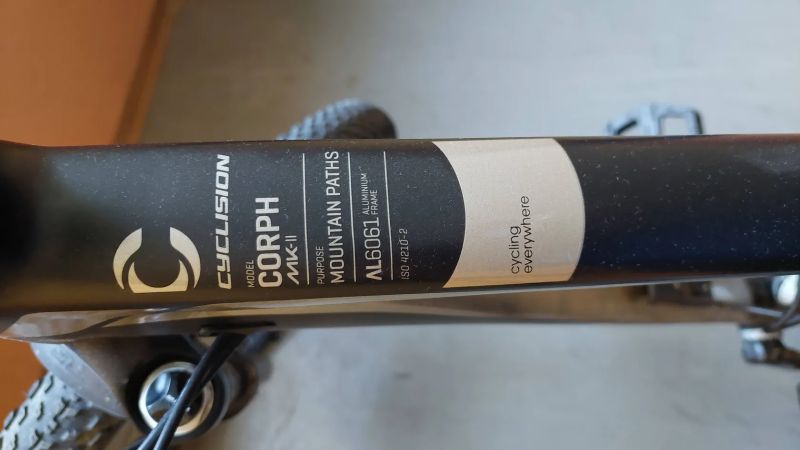 CYCLISION
MODEL
CORPH
MK-II
PURPOSE
MOUNTAIN PATHS
AL6061 ALUMINIUM FRAME
ISO 4210-2
cycling
everywhere